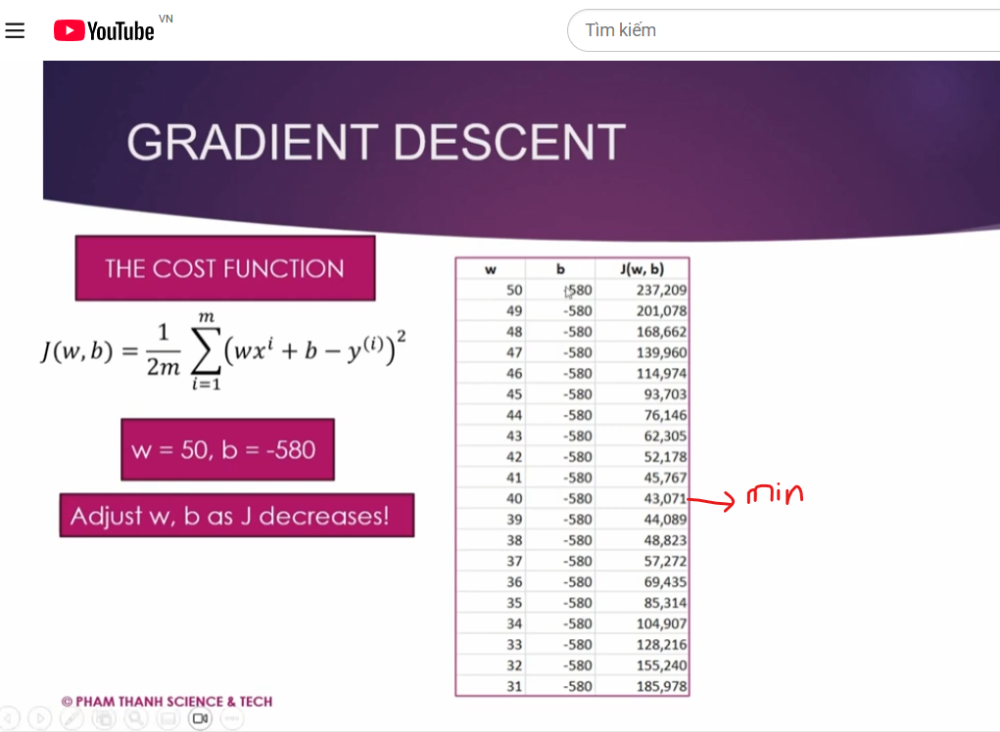 YouTube VN
Tìm kiếm
GRADIENT DESCENT
THE COST FUNCTION
J(w, b) = 1/2m ∑_{i=1}^{m} (wx^i + b − y^{(i)})^2
w = 50, b = -580
Adjust w, b as J decreases!
w b J(w, b)
50 -580 237,209
49 -580 201,078
48 -580 168,662
47 -580 139,960
46 -580 114,974
45 -580 93,703
44 -580 76,146
43 -580 62,305
42 -580 52,178
41 -580 45,767
40 -580 43,071 min
39 -580 44,089
38 -580 48,823
37 -580 57,272
36 -580 69,435
35 -580 85,314
34 -580 104,907
33 -580 128,216
32 -580 155,240
31 -580 185,978
© PHAM THANH SCIENCE & TECH